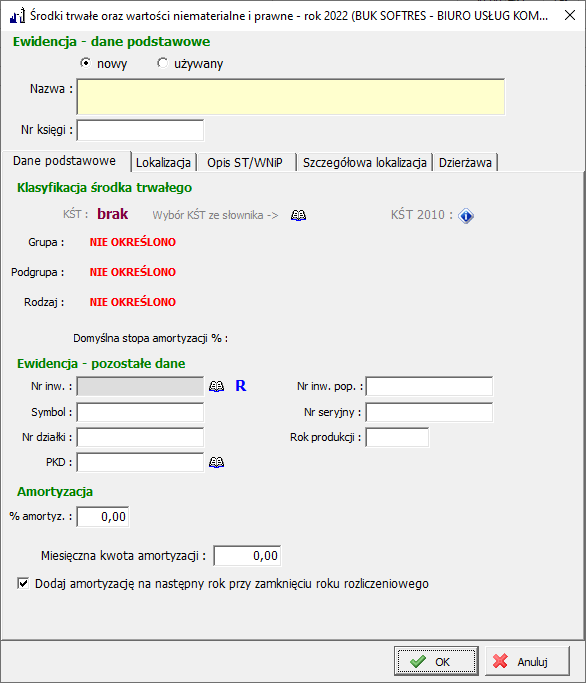 Środki trwałe oraz wartości niematerialne i prawne - rok 2022 (BUK SOFTRES - BIURO USŁUG KOM...
Ewidencja - dane podstawowe
nowy używany
Nazwa :
Nr księgi :
Dane podstawowe Lokalizacja Opis ST/WNiP Szczegółowa lokalizacja Dzierżawa
Klasyfikacja środka trwałego
KŚT : brak Wybór KŚT ze słownika -> KŚT 2010 :
Grupa : NIE OKREŚLONO
Podgrupa : NIE OKREŚLONO
Rodzaj : NIE OKREŚLONO
Domyślna stopa amortyzacji % :
Ewidencja - pozostałe dane
Nr inw. : R Nr inw. pop. :
Symbol : Nr seryjny :
Nr działki : Rok produkcji :
PKD :
Amortyzacja
% amortyz. : 0,00
Miesięczna kwota amortyzacji : 0,00
Dodaj amortyzację na następny rok przy zamknięciu roku rozliczeniowego
OK Anuluj